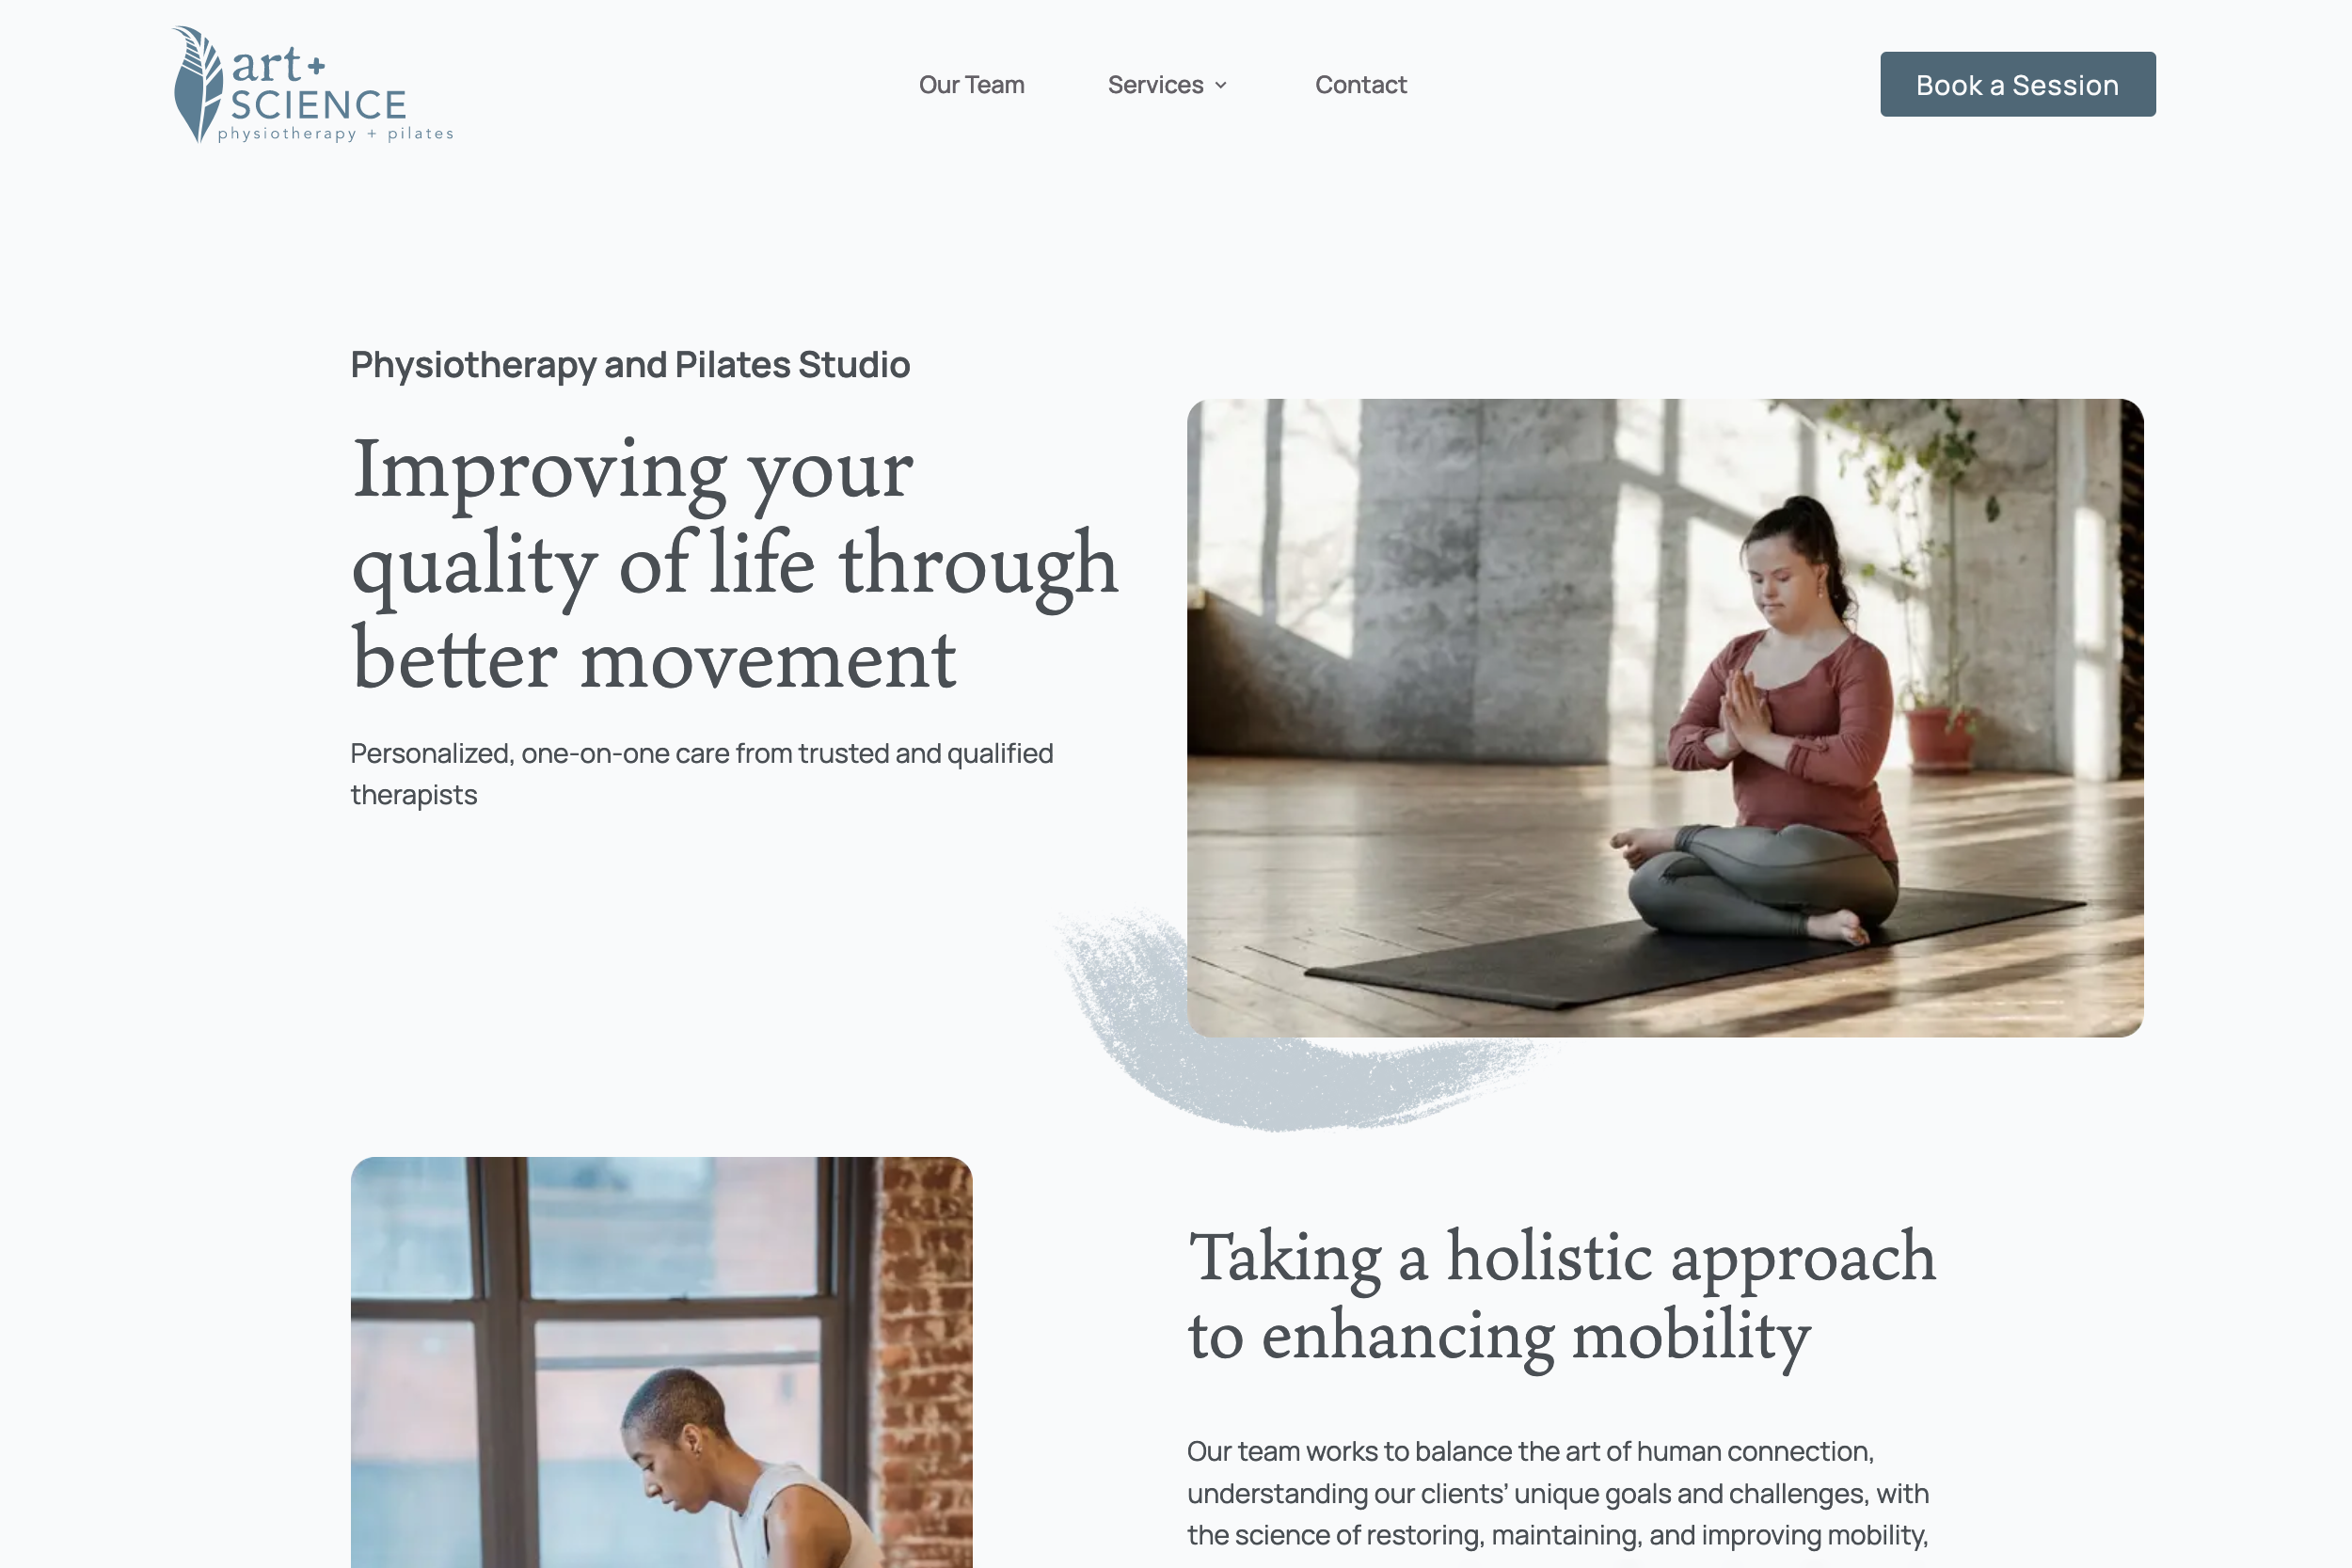 art+
SCIENCE
physiotherapy + pilates
Our Team
Services
Contact
Book a Session
Physiotherapy and Pilates Studio
Improving your
quality of life through
better movement
Personalized, one-on-one care from trusted and qualified
therapists
Taking a holistic approach
to enhancing mobility
Our team works to balance the art of human connection,
understanding our clients’ unique goals and challenges, with
the science of restoring, maintaining, and improving mobility,